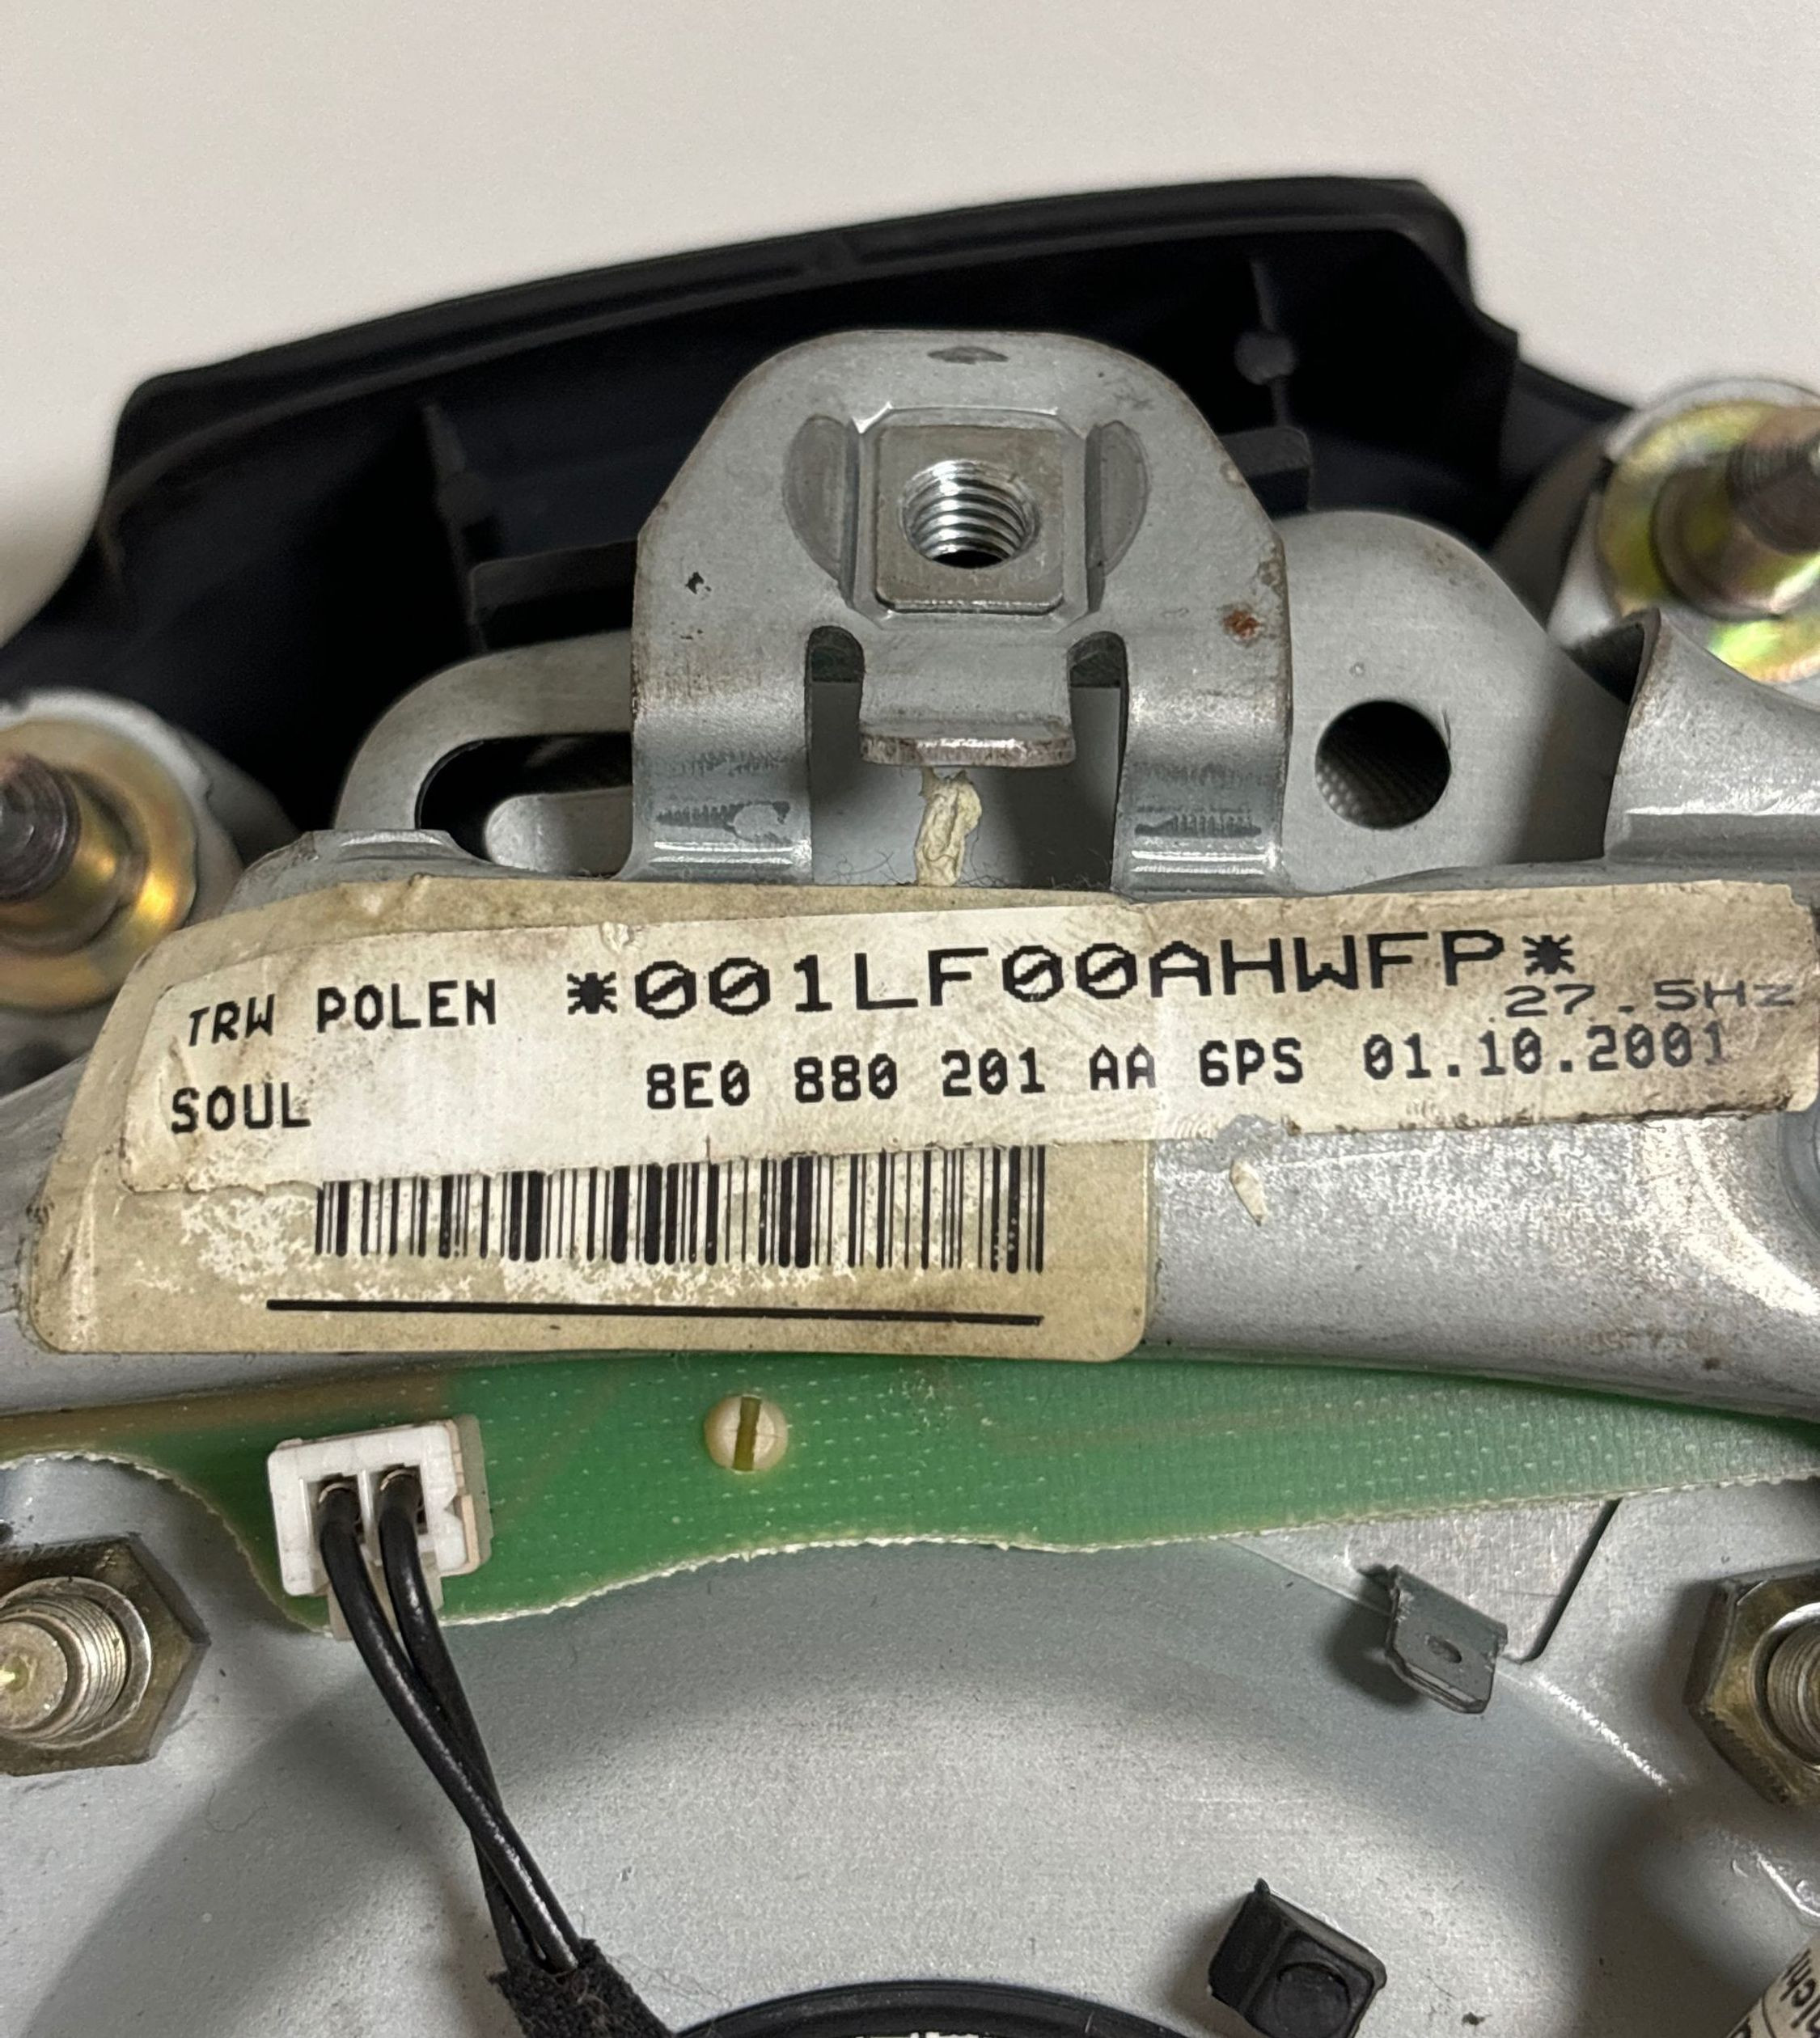 TRW POLEN *001LF00AHWFP*
27.5Hz
SOUL 8E0 880 201 AA 6PS 01.10.2001